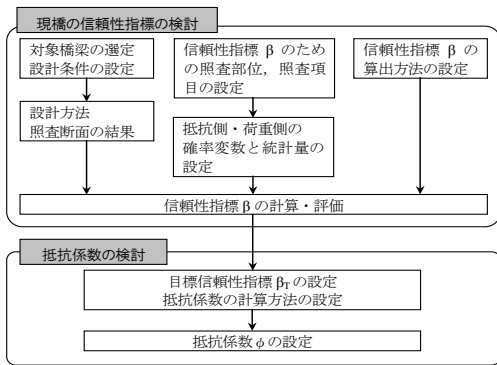 現橋の信頼性指標の検討
対象橋梁の選定
設計条件の設定
信頼性指標 β のため
の照査部位，照査項
目の設定
信頼性指標 β の
算出方法の設定
設計方法
照査断面の結果
抵抗側・荷重側の
確率変数と統計量の
設定
信頼性指標 β の計算・評価
抵抗係数の検討
目標信頼性指標 βTの設定
抵抗係数の計算方法の設定
抵抗係数 φ の設定